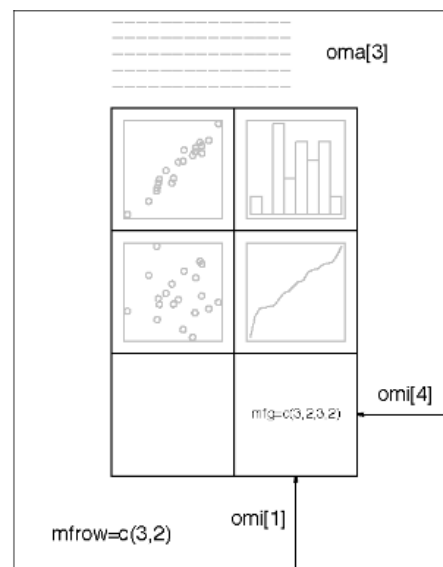 oma[3]
mfg=c(3,2,3,2)
omi[4]
omi[1]
mfrow=c(3,2)